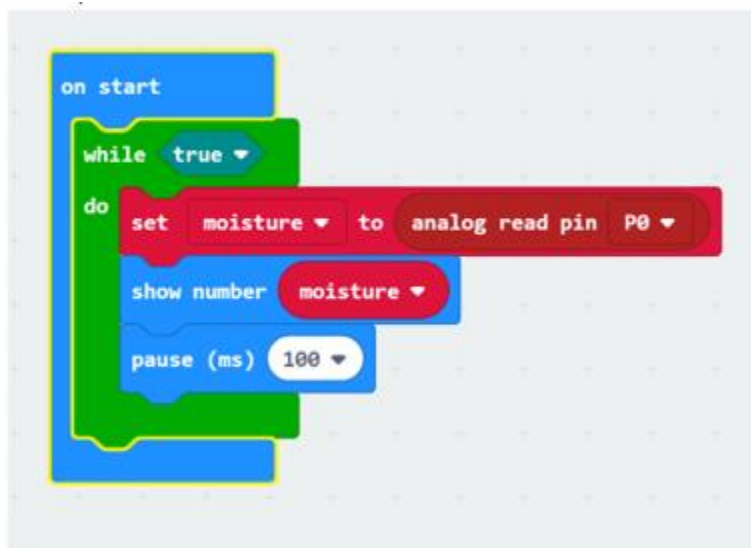 on start
while true
do
set moisture to analog read pin P0
show number moisture
pause (ms) 100